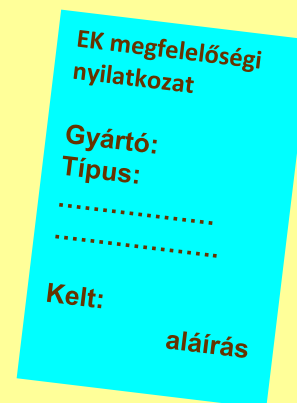 EK megfelelőségi
nyilatkozat
Gyártó:
Típus:
..................
...................
Kelt:
aláírás